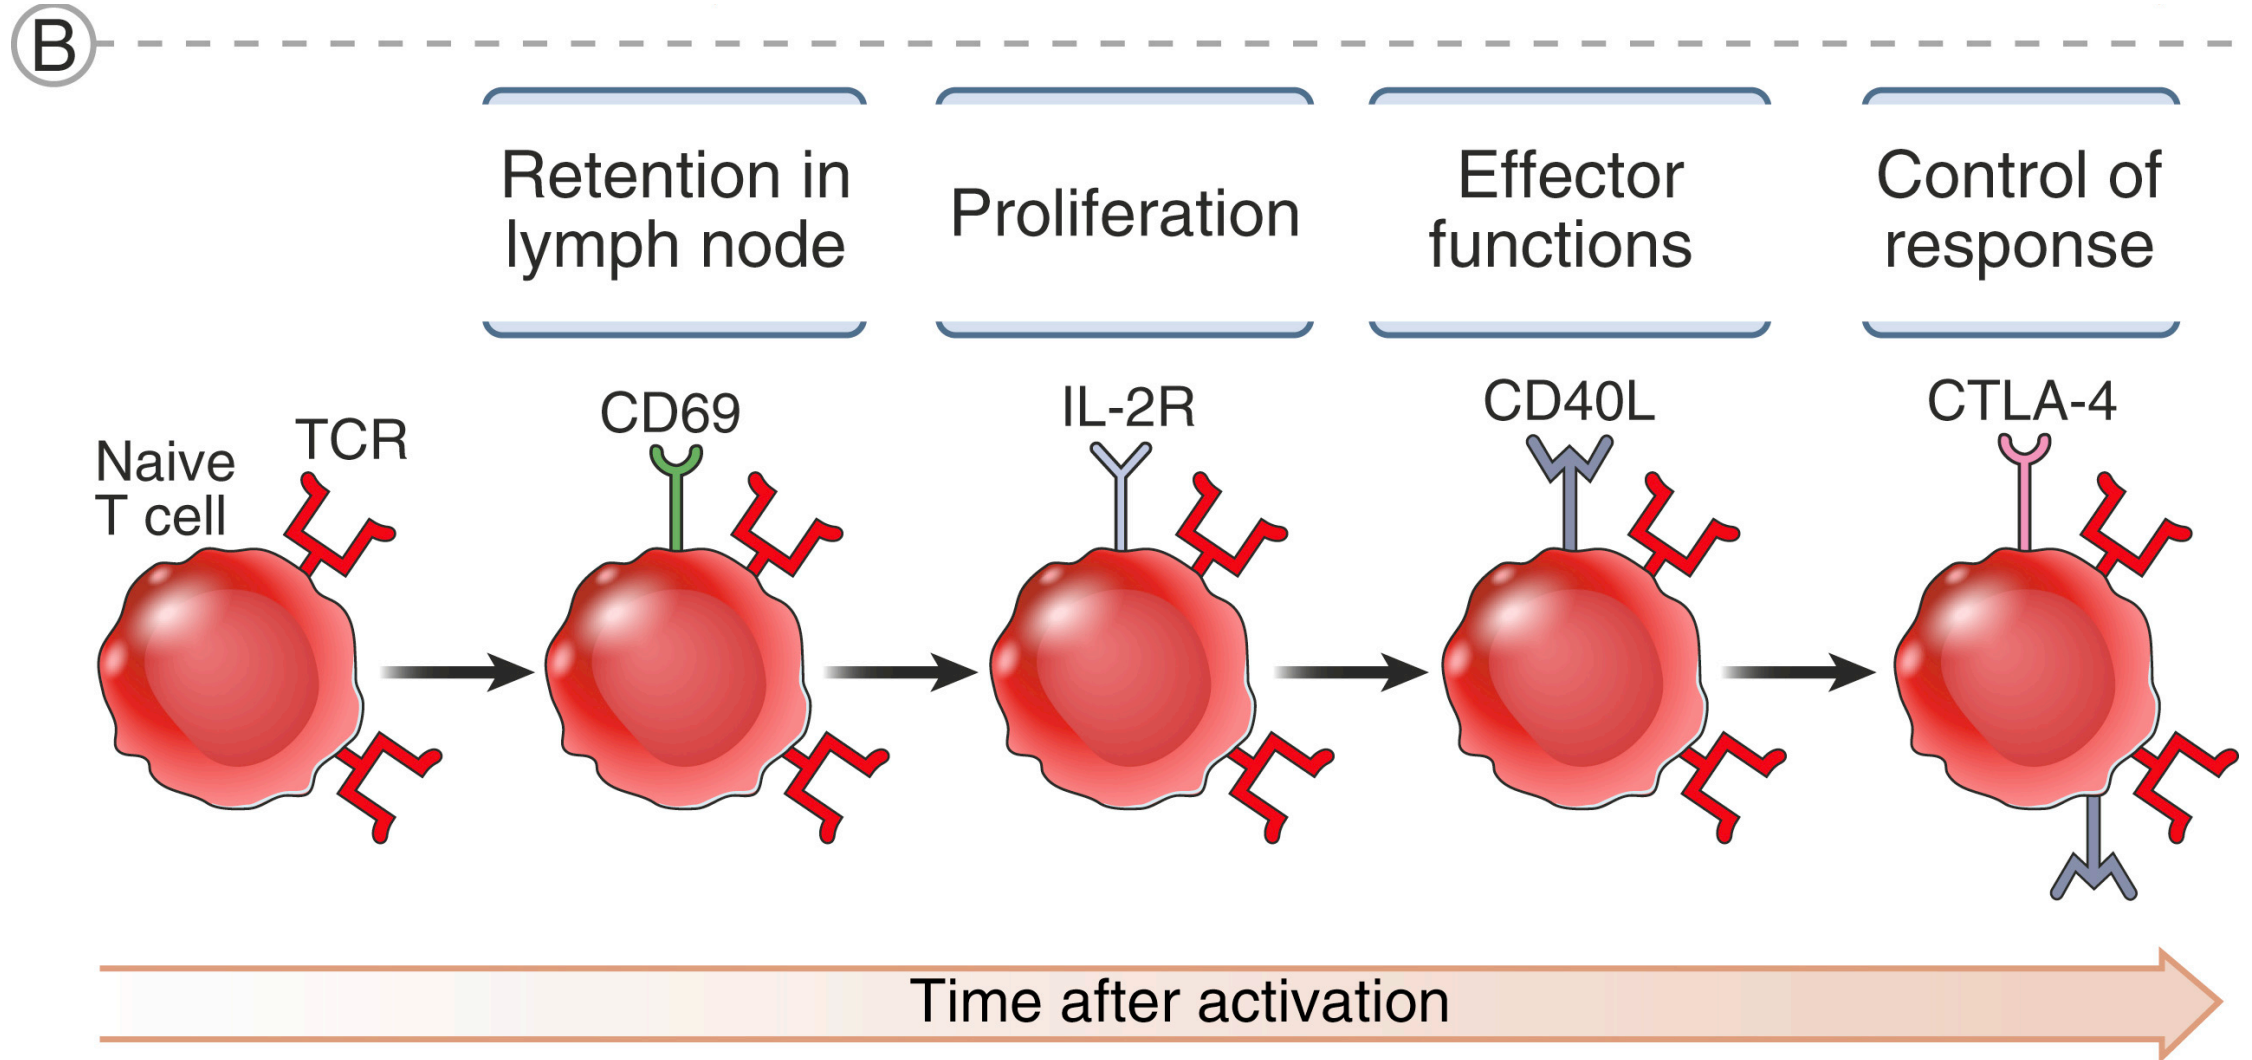 B
Retention in
lymph node
Proliferation
Effector
functions
Control of
response
Naive
T cell
TCR
CD69
IL-2R
CD40L
CTLA-4
Time after activation